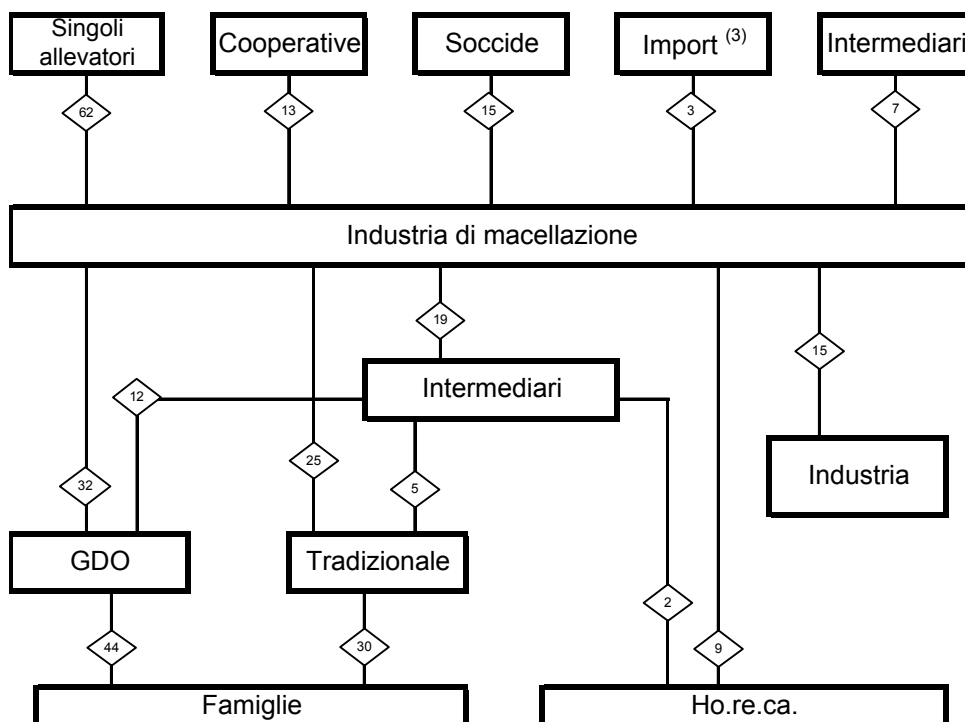 Singoli
allevatori
Cooperative
Soccide
Import (3)
Intermediari
62
13
15
3
7
Industria di macellazione
19
15
Intermediari
12
25
5
32
Industria
GDO
Tradizionale
2
44
30
9
Famiglie
Ho.re.ca.